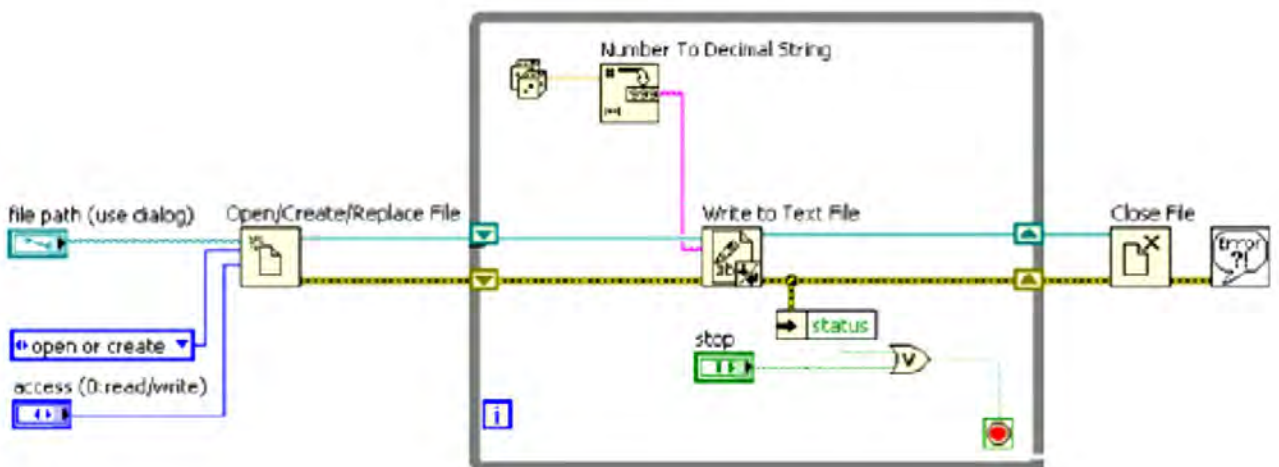 Number To Decimal String
file path (use dialog)
Open/Create/Replace File
Write to Text File
Close File
Error
?!
open or create
status
stop
access (0:read/write)
V
i